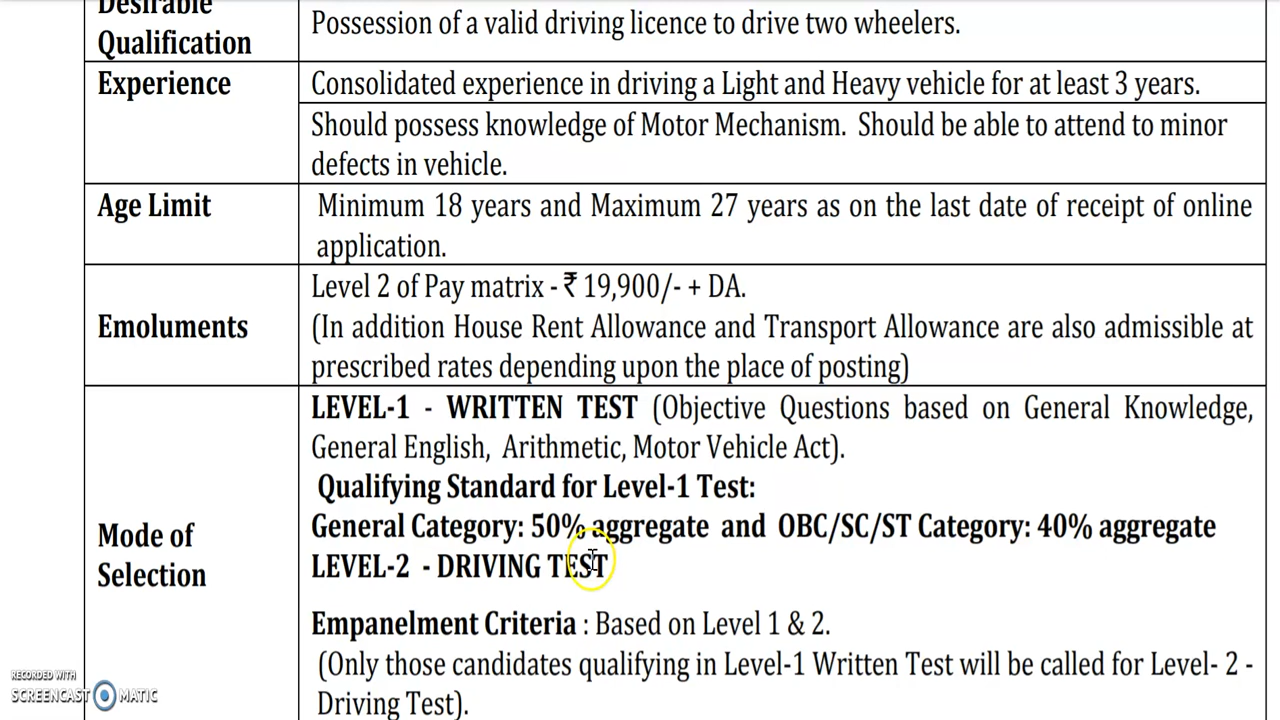 Desirable
Qualification
Possession of a valid driving licence to drive two wheelers.
Experience
Consolidated experience in driving a Light and Heavy vehicle for at least 3 years.
Should possess knowledge of Motor Mechanism. Should be able to attend to minor
defects in vehicle.
Age Limit
Minimum 18 years and Maximum 27 years as on the last date of receipt of online
application.
Emoluments
Level 2 of Pay matrix - ₹ 19,900/- + DA.
(In addition House Rent Allowance and Transport Allowance are also admissible at
prescribed rates depending upon the place of posting)
Mode of
Selection
LEVEL-1 - WRITTEN TEST (Objective Questions based on General Knowledge,
General English, Arithmetic, Motor Vehicle Act).
Qualifying Standard for Level-1 Test:
General Category: 50% aggregate and OBC/SC/ST Category: 40% aggregate
LEVEL-2 - DRIVING TEST
Empanelment Criteria : Based on Level 1 & 2.
(Only those candidates qualifying in Level-1 Written Test will be called for Level- 2 -
Driving Test).
RECORDED WITH
SCREENCAST MATIC